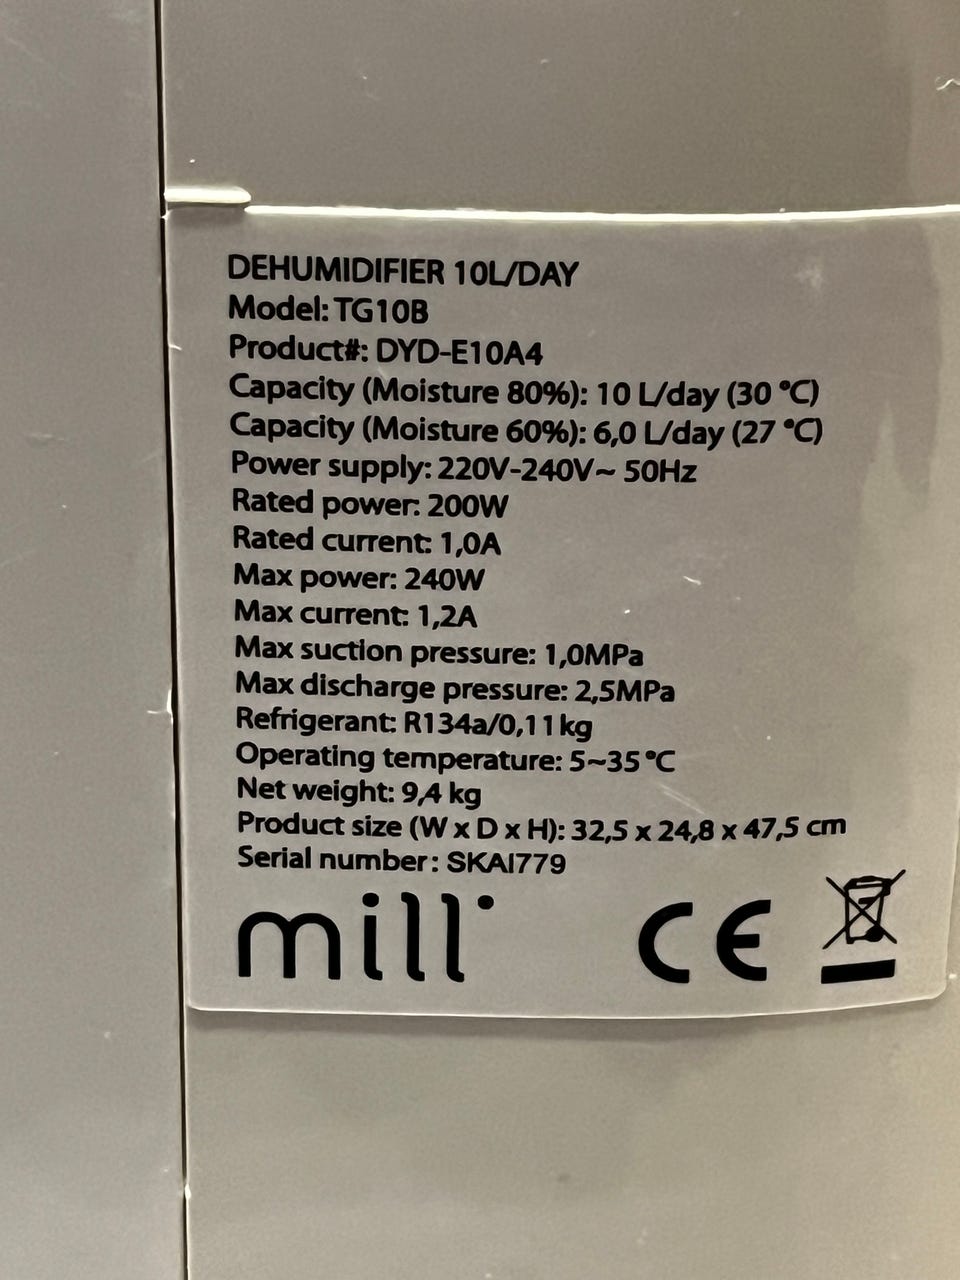 DEHUMIDIFIER 10L/DAY
Model: TG10B
Product#: DYD-E10A4
Capacity (Moisture 80%): 10 L/day (30 °C)
Capacity (Moisture 60%): 6,0 L/day (27 °C)
Power supply: 220V-240V~ 50Hz
Rated power: 200W
Rated current: 1,0A
Max power: 240W
Max current: 1,2A
Max suction pressure: 1,0MPa
Max discharge pressure: 2,5MPa
Refrigerant: R134a/0,11kg
Operating temperature: 5~35 °C
Net weight: 9,4 kg
Product size (W x D x H): 32,5 x 24,8 x 47,5 cm
Serial number: SKAI779
mill CE